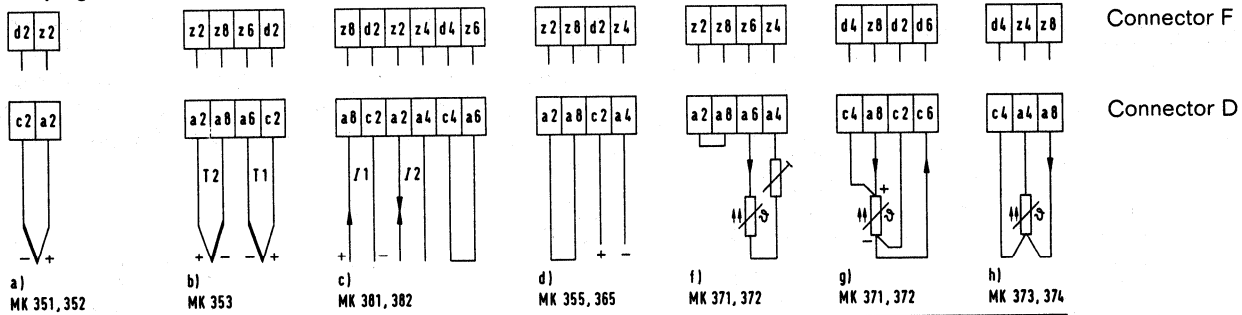 d2 z2 z2 z8 z6 d2 z8 d2 z2 z4 d4 z6 z2 z8 d2 z4 z2 z8 z6 z4 d4 z8 d2 d6 d4 z4 z8 Connector F
c2 a2 a2 a8 a6 c2 a8 c2 a2 a4 c4 a6 a2 a8 c2 a4 a2 a8 a6 a4 c4 a8 c2 c6 c4 a4 a8 Connector D
T2 T1 I1 I2
+
ϑ ϑ ϑ
−
− + + − − + + − + −
a) b) c) d) f) g) h)
MK 351, 352 MK 353 MK 381, 382 MK 355, 365 MK 371, 372 MK 371, 372 MK 373, 374